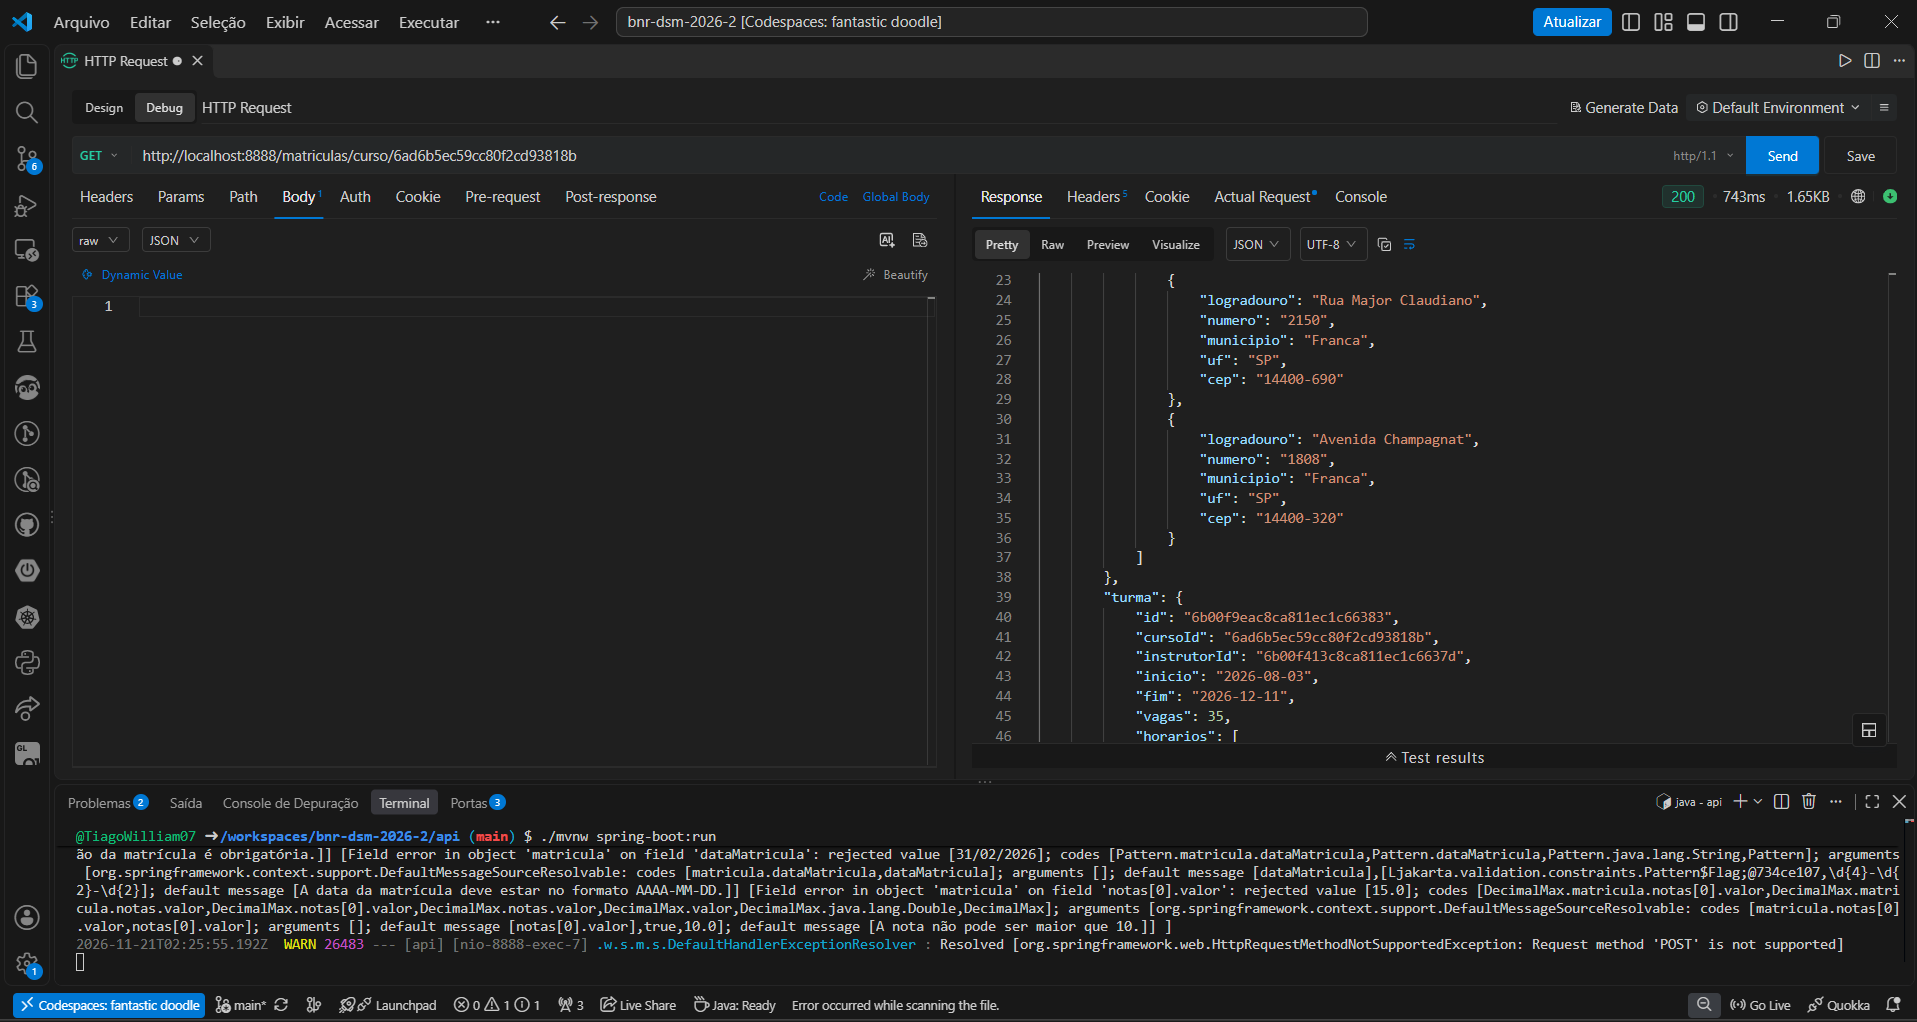 Arquivo Editar Seleção Exibir Acessar Executar ···
bnr-dsm-2026-2 [Codespaces: fantastic doodle]
Atualizar
HTTP Request
Design Debug HTTP Request
Generate Data Default Environment
GET http://localhost:8888/matriculas/curso/6ad6b5ec59cc80f2cd93818b http/1.1 Send Save
Headers Params Path Body 1 Auth Cookie Pre-request Post-response Code Global Body
raw JSON
Dynamic Value Beautify
1
Response Headers 5 Cookie Actual Request Console 200 743ms 1.65KB
Pretty Raw Preview Visualize JSON UTF-8
23 {
24 "logradouro": "Rua Major Claudiano",
25 "numero": "2150",
26 "municipio": "Franca",
27 "uf": "SP",
28 "cep": "14400-690"
29 },
30 {
31 "logradouro": "Avenida Champagnat",
32 "numero": "1808",
33 "municipio": "Franca",
34 "uf": "SP",
35 "cep": "14400-320"
36 }
37 ]
38 },
39 "turma": {
40 "id": "6b00f9eac8ca811ec1c66383",
41 "cursoId": "6ad6b5ec59cc80f2cd93818b",
42 "instrutorId": "6b00f413c8ca811ec1c6637d",
43 "inicio": "2026-08-03",
44 "fim": "2026-12-11",
45 "vagas": 35,
46 "horarios": [
Test results
6
3
GL
1
Problemas 2 Saída Console de Depuração Terminal Portas 3 java - api
@TiagoWilliam07 ➜/workspaces/bnr-dsm-2026-2/api (main) $ ./mvnw spring-boot:run
ão da matrícula é obrigatória.]] [Field error in object 'matricula' on field 'dataMatricula': rejected value [31/02/2026]; codes [Pattern.matricula.dataMatricula,Pattern.dataMatricula,Pattern.java.lang.String,Pattern]; arguments
[org.springframework.context.support.DefaultMessageSourceResolvable: codes [matricula.dataMatricula,dataMatricula]; arguments []; default message [dataMatricula],[Ljakarta.validation.constraints.Pattern$Flag;@734ce107,\d{4}-\d{
2}-\d{2}]; default message [A data da matrícula deve estar no formato AAAA-MM-DD.]] [Field error in object 'matricula' on field 'notas[0].valor': rejected value [15.0]; codes [DecimalMax.matricula.notas[0].valor,DecimalMax.matri
cula.notas.valor,DecimalMax.notas[0].valor,DecimalMax.notas.valor,DecimalMax.valor,DecimalMax.java.lang.Double,DecimalMax]; arguments [org.springframework.context.support.DefaultMessageSourceResolvable: codes [matricula.notas[0]
.valor,notas[0].valor]; arguments []; default message [notas[0].valor],true,10.0]; default message [A nota não pode ser maior que 10.]] ]
2026-11-21T02:25:55.192Z WARN 26483 --- [api] [nio-8888-exec-7] .w.s.m.s.DefaultHandlerExceptionResolver : Resolved [org.springframework.web.HttpRequestMethodNotSupportedException: Request method 'POST' is not supported]
Codespaces: fantastic doodle main* Launchpad 0 1 1 3 Live Share Java: Ready Error occurred while scanning the file. Go Live Quokka